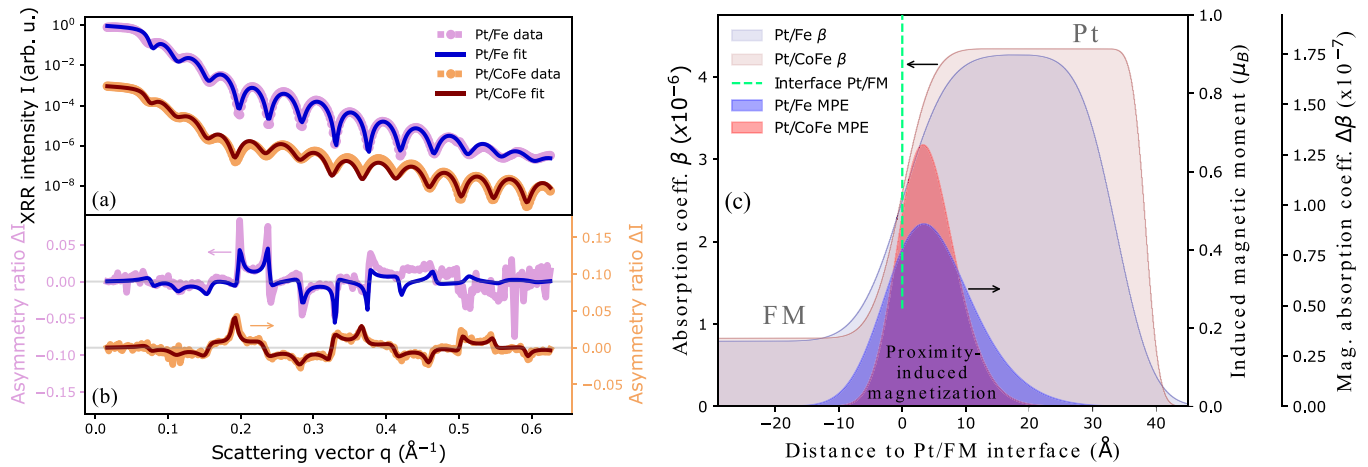 XRR intensity I (arb. u.)
10⁰
10⁻²
10⁻⁴
10⁻⁶
10⁻⁸
Pt/Fe data
Pt/Fe fit
Pt/CoFe data
Pt/CoFe fit
(a)
Asymmetry ratio ΔI
0.05
0.00
−0.05
−0.10
−0.15
(b)
0.15
0.10
0.05
0.00
−0.05
Asymmetry ratio ΔI
0.0
0.1
0.2
0.3
0.4
0.5
0.6
Scattering vector q (Å⁻¹)
Absorption coeff. β (x10⁻⁶)
4
3
2
1
0
Pt/Fe β
Pt/CoFe β
Interface Pt/FM
Pt/Fe MPE
Pt/CoFe MPE
Pt
(c)
FM
Proximity-
induced
magnetization
−20
−10
0
10
20
30
40
Distance to Pt/FM interface (Å)
1.0
0.8
0.6
0.4
0.2
0.0
Induced magnetic moment (μB)
1.75
1.50
1.25
1.00
0.75
0.50
0.25
0.00
Mag. absorption coeff. Δβ (x10⁻⁷)